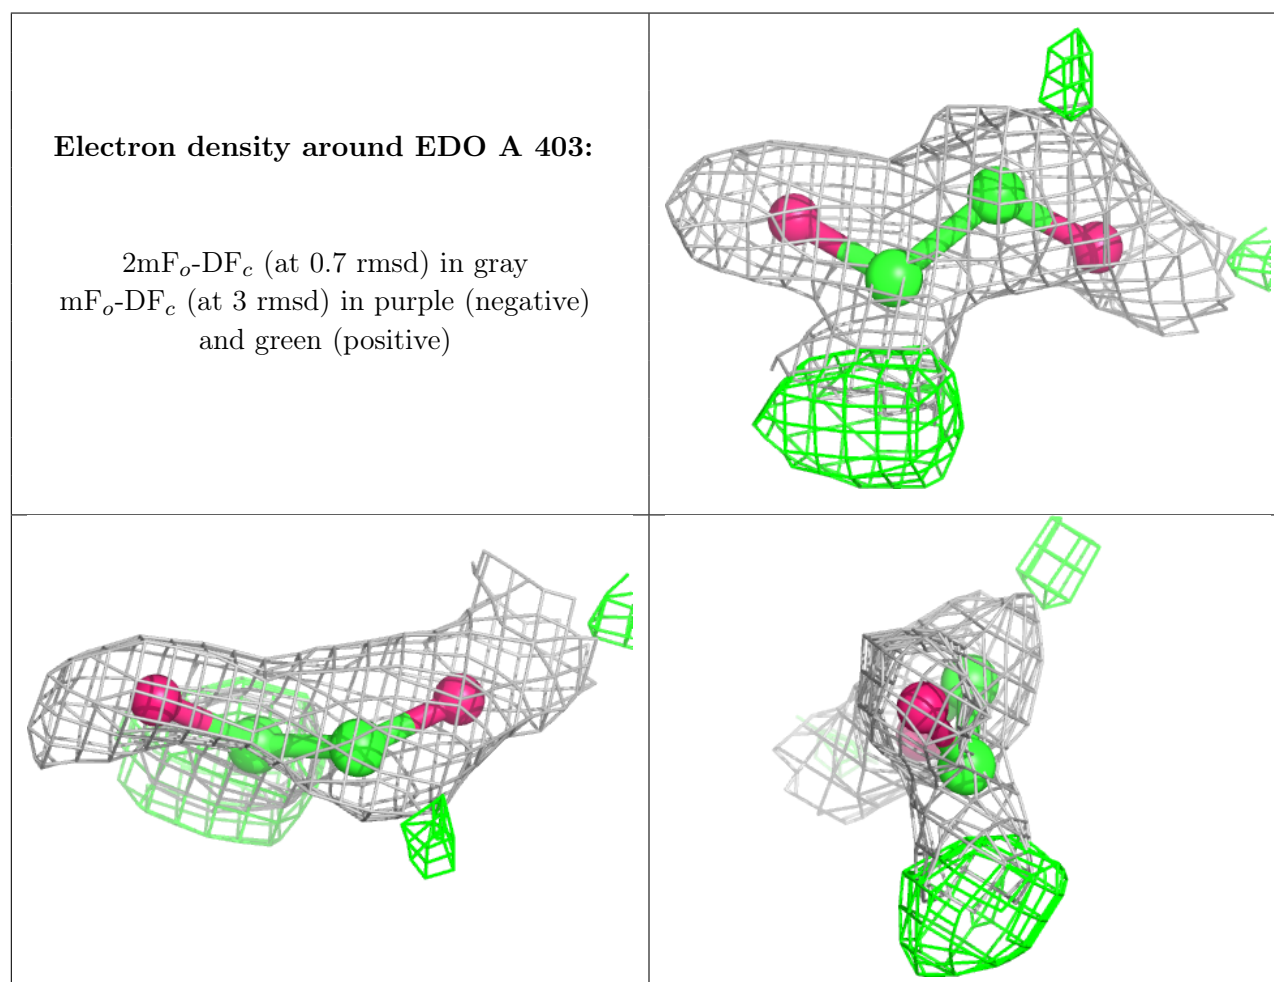 Electron density around EDO A 403:
2mFo-DFc (at 0.7 rmsd) in gray
mFo-DFc (at 3 rmsd) in purple (negative)
and green (positive)